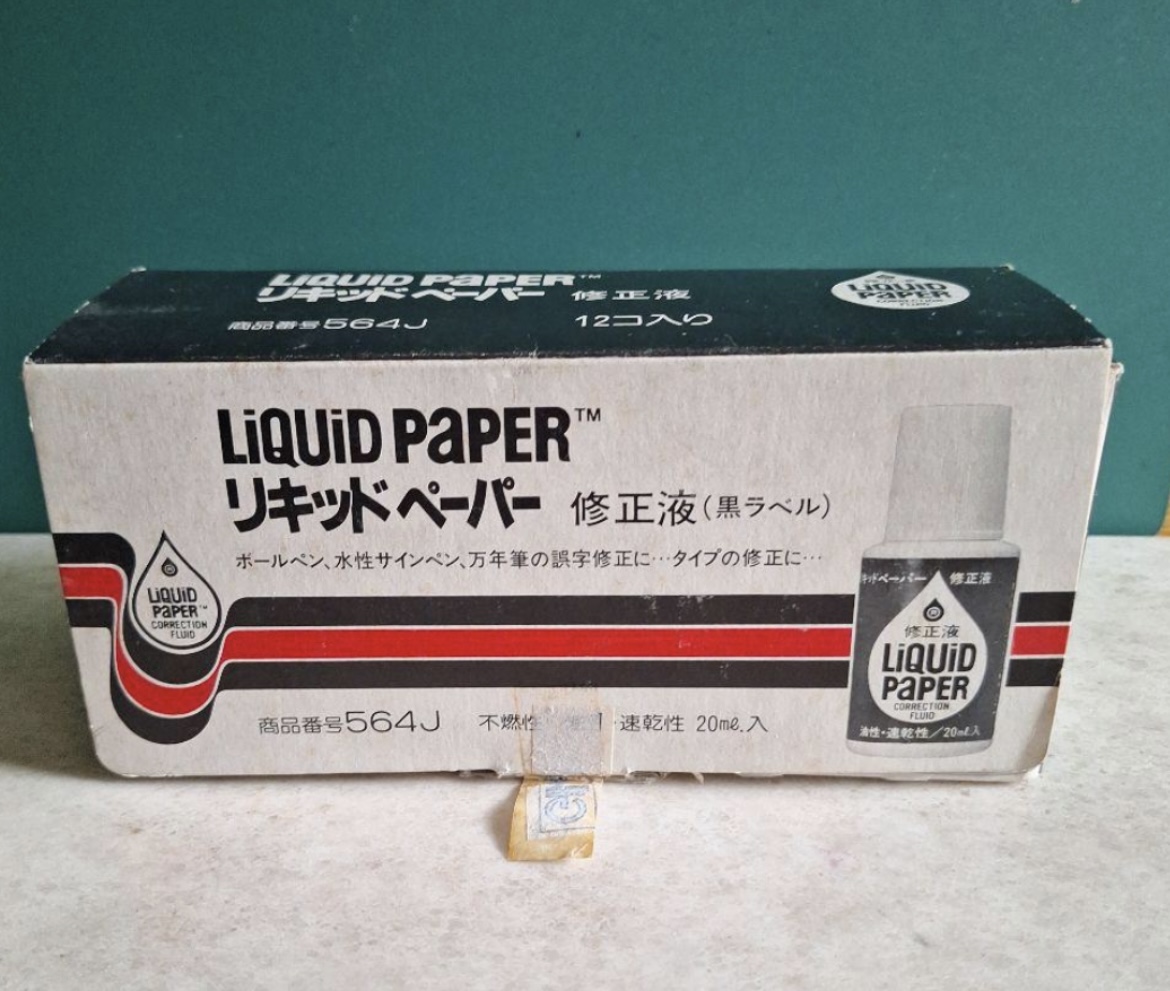 LiQUiD PaPER™
リキッドペーパー 修正液
商品番号564J 12コ入り
LiQUiD PaPER
LiQUiD PaPER™
リキッドペーパー 修正液(黒ラベル)
ボールペン、水性サインペン、万年筆の誤字修正に…タイプの修正に…
LiQUiD
PaPER™
CORRECTION
FLUID
商品番号564J 不燃性 ・速乾性 20mℓ.入
キッドペーパー 修正液
修正液
LiQUiD
PaPER
CORRECTION
FLUID
油性・速乾性/20mℓ.入